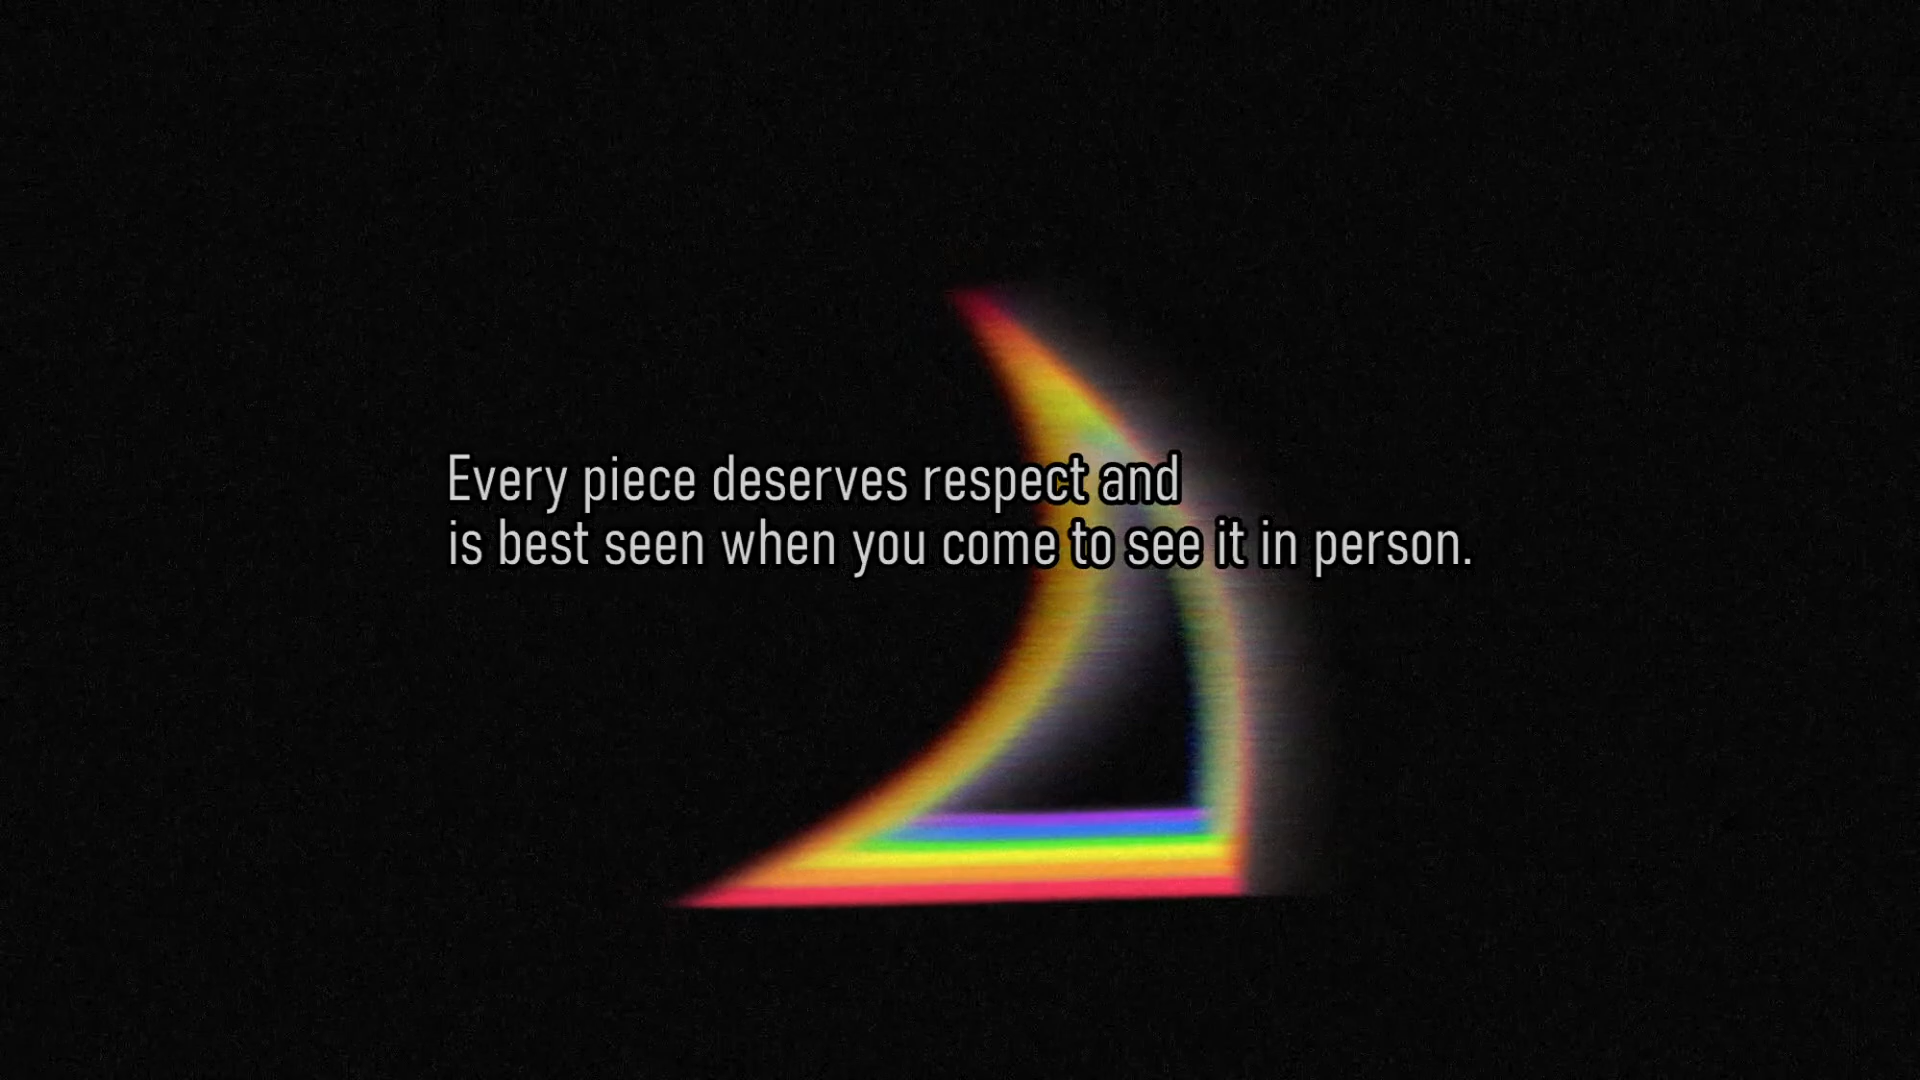 Every piece deserves respect and
is best seen when you come to see it in person.